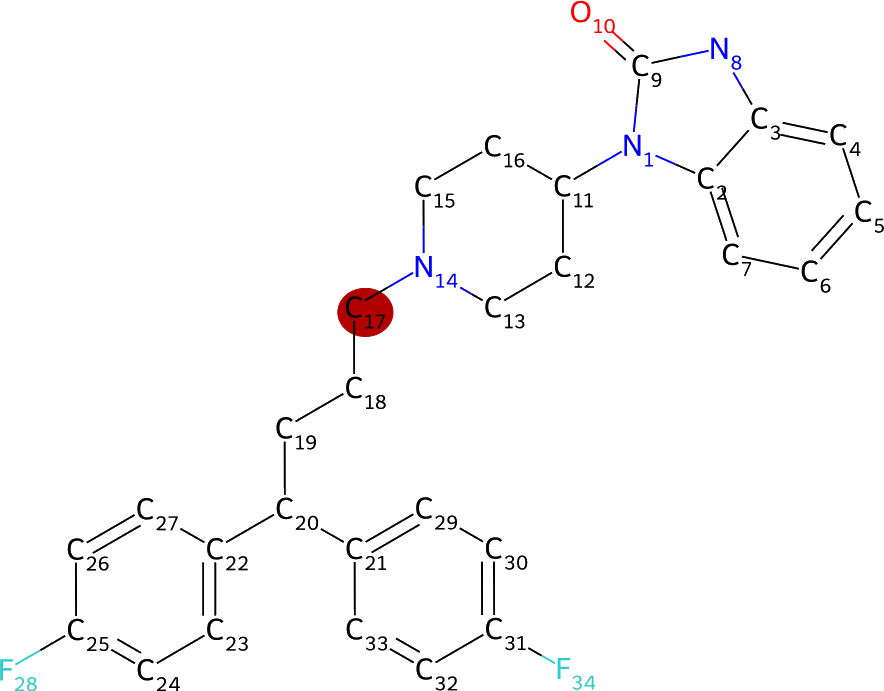 O10
C9 N8
C16 N1 C3 C4
C15 C11 C2 C5
N14 C12 C7 C6
C17 C13
C18
C19
C27 C20 C29
C26 C22 C21 C30
C25 C23 C33 C31
F28 C24 C32 F34